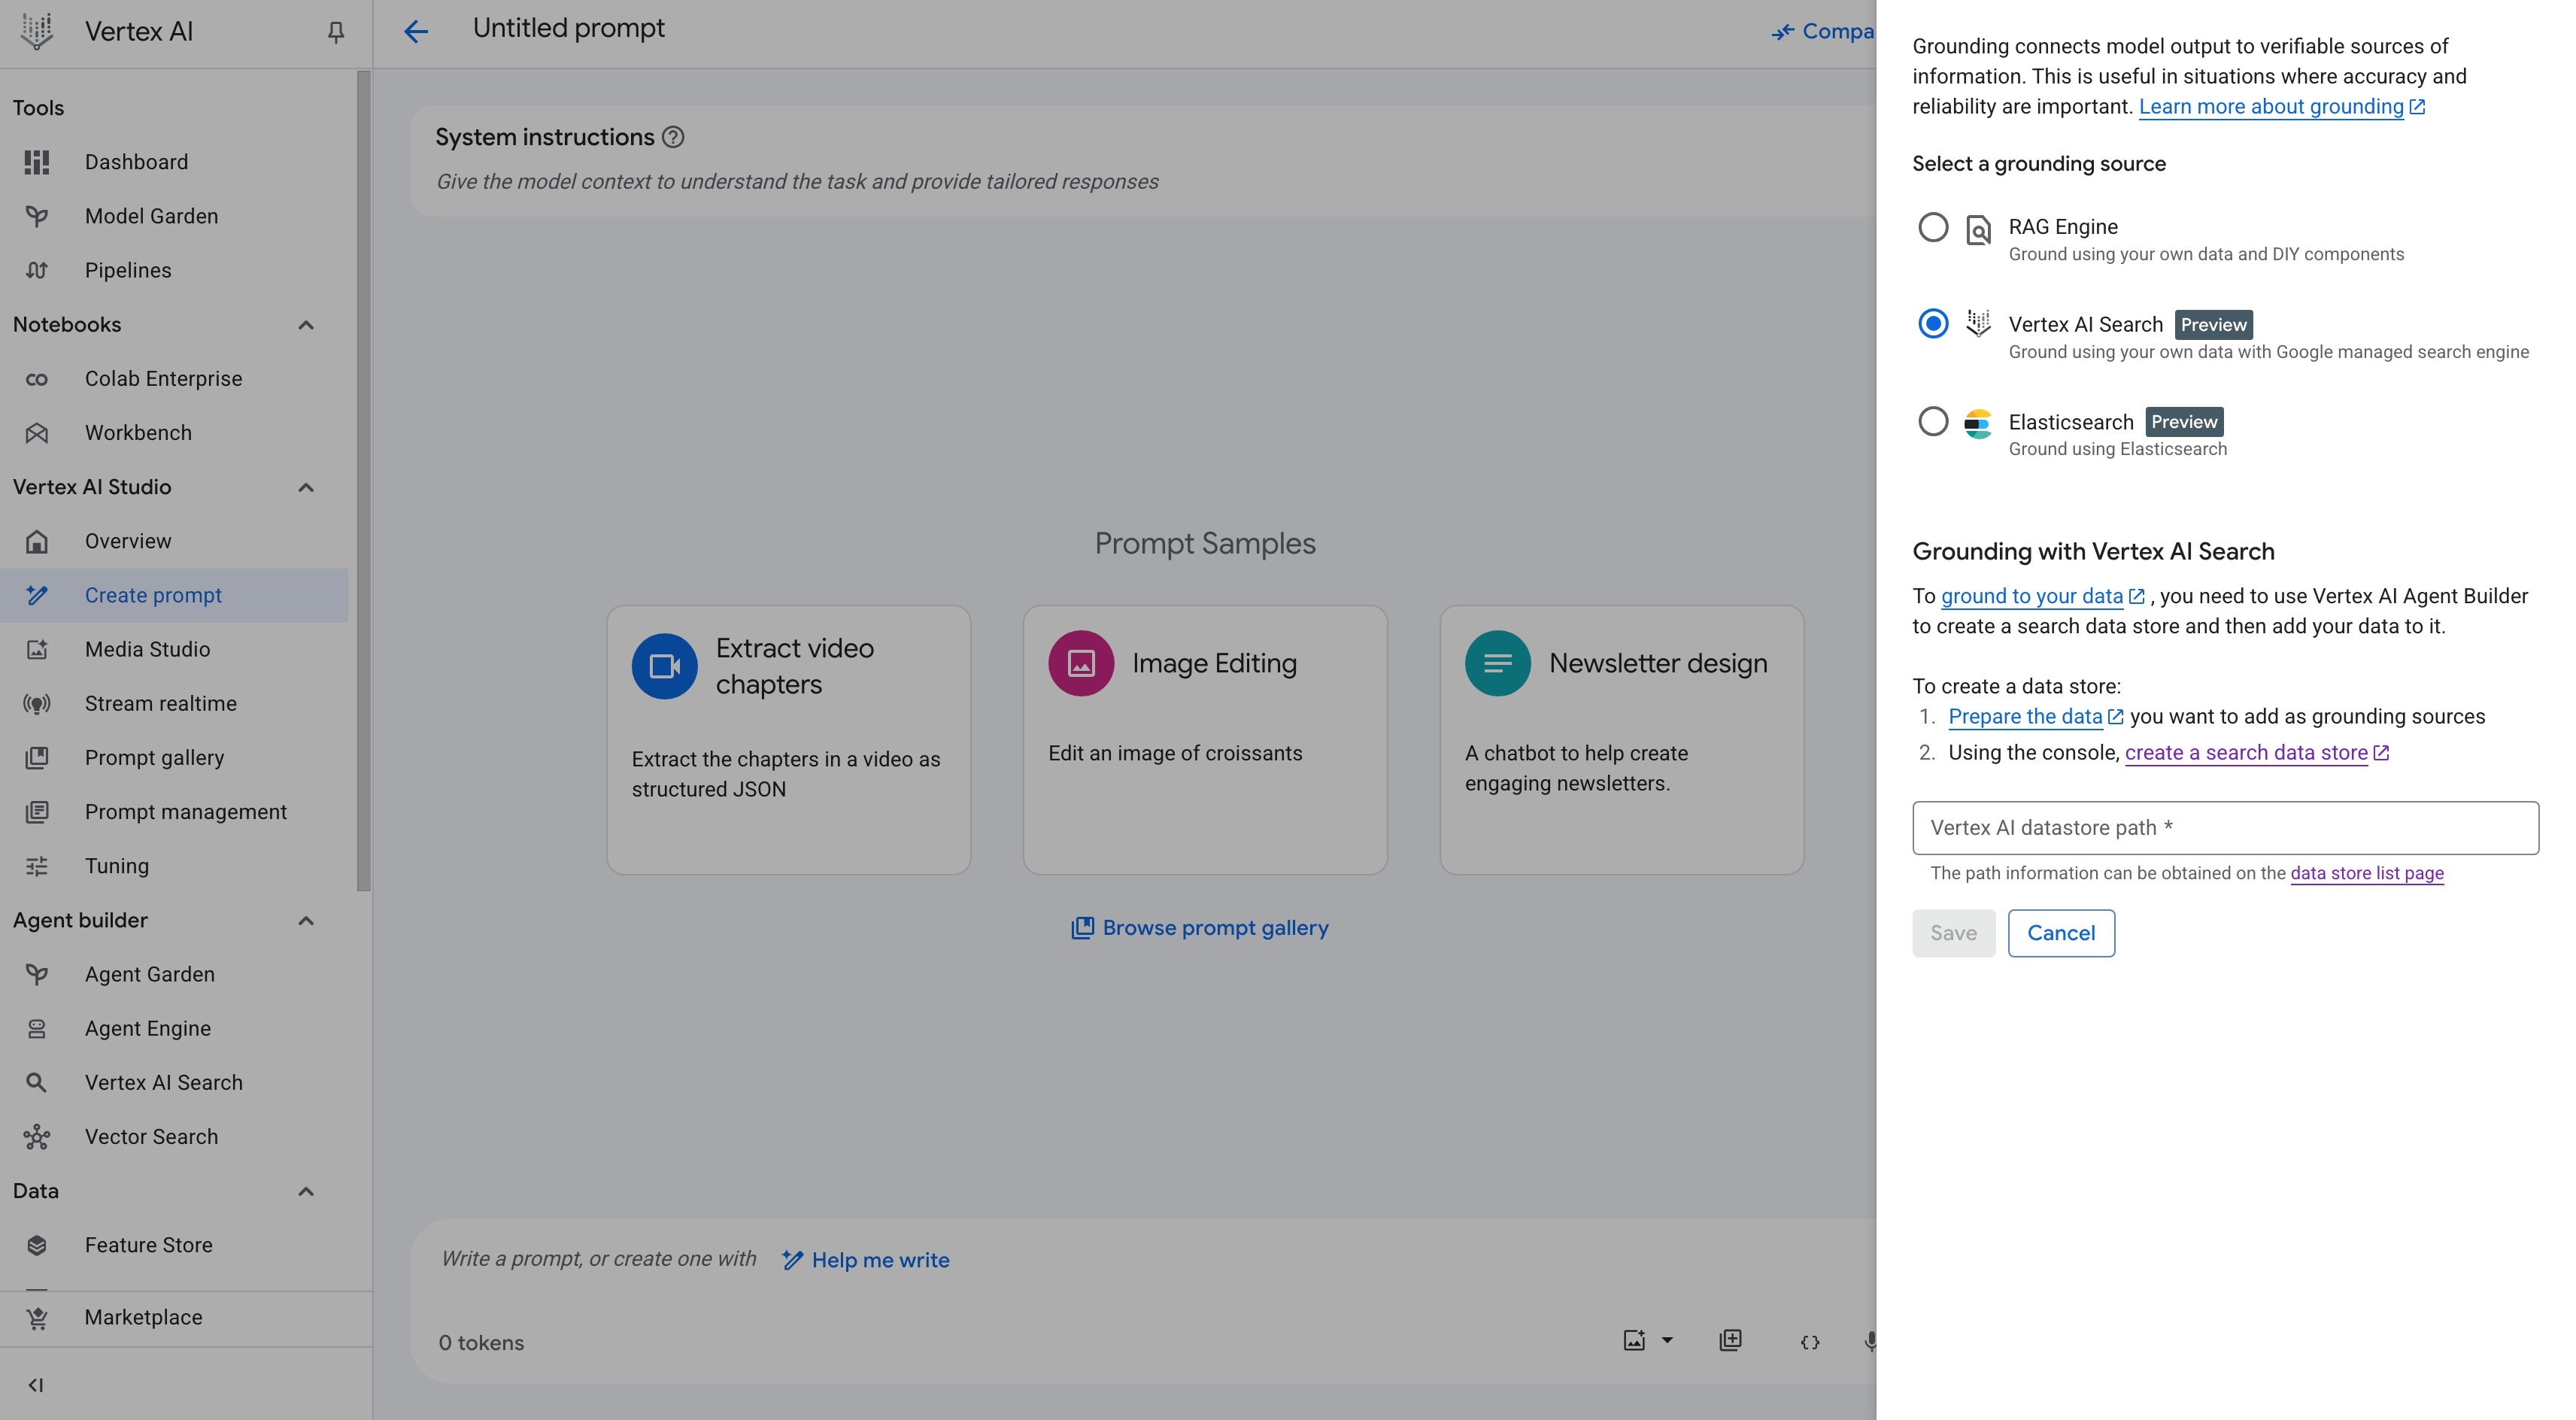 Vertex AI
Tools
Dashboard
Model Garden
Pipelines
Notebooks
Colab Enterprise
Workbench
Vertex AI Studio
Overview
Create prompt
Media Studio
Stream realtime
Prompt gallery
Prompt management
Tuning
Agent builder
Agent Garden
Agent Engine
Vertex AI Search
Vector Search
Data
Feature Store
Marketplace
Untitled prompt
Compa
System instructions
Give the model context to understand the task and provide tailored responses
Prompt Samples
Extract video
chapters
Extract the chapters in a video as
structured JSON
Image Editing
Edit an image of croissants
Newsletter design
A chatbot to help create
engaging newsletters.
Browse prompt gallery
Write a prompt, or create one with Help me write
0 tokens
Grounding connects model output to verifiable sources of
information. This is useful in situations where accuracy and
reliability are important. Learn more about grounding
Select a grounding source
RAG Engine
Ground using your own data and DIY components
Vertex AI Search Preview
Ground using your own data with Google managed search engine
Elasticsearch Preview
Ground using Elasticsearch
Grounding with Vertex AI Search
To ground to your data , you need to use Vertex AI Agent Builder
to create a search data store and then add your data to it.
To create a data store:
1. Prepare the data you want to add as grounding sources
2. Using the console, create a search data store
Vertex AI datastore path *
The path information can be obtained on the data store list page
Save Cancel